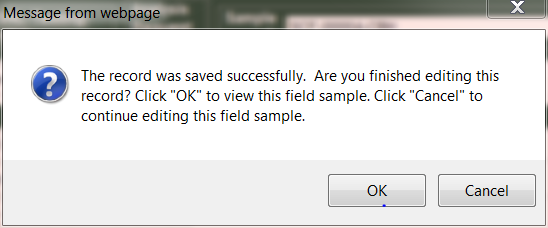 Message from webpage
Sample
The record was saved successfully.  Are you finished editing this
record? Click "OK" to view this field sample. Click "Cancel" to
continue editing this field sample.
OK
Cancel